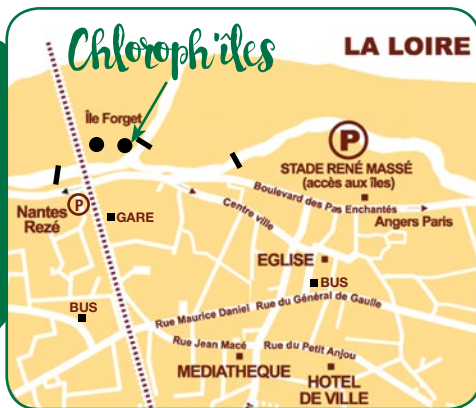 Chloroph'îles
LA LOIRE
Île Forget
P
STADE RENÉ MASSÉ
(accès aux îles)
Boulevard des Pas Enchantés
Nantes
Rezé
P
GARE
Centre ville
Angers Paris
EGLISE
BUS
BUS
Rue Maurice Daniel
Rue du Général de Gaulle
Rue Jean Macé
Rue du Petit Anjou
MEDIATHEQUE
HOTEL
DE VILLE